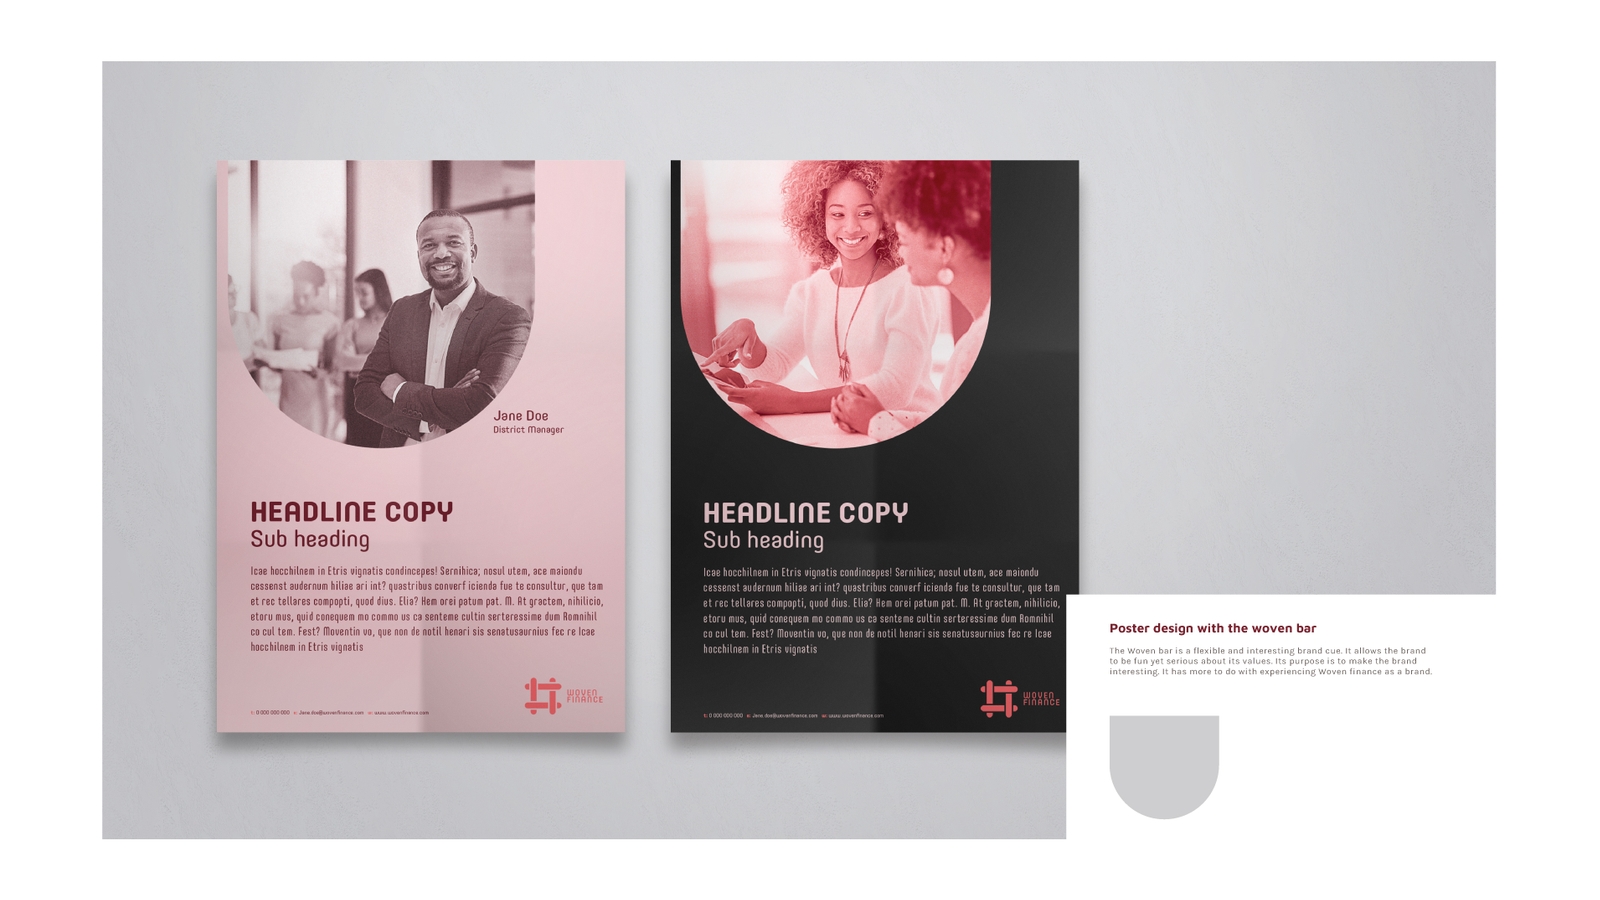 Jane Doe
District Manager
HEADLINE COPY
Sub heading
Icae hocchilnem in Etris vignatis condincepes! Sernihica; nosul utem, ace maiondu
cessenst audernum hiliae ari int? quastribus converf icienda fue te consultur, que tam
et rec tellares compopti, quod dius. Elia? Hem orei patum pat. M. At gractem, nihilicio,
etoru mus, quid conequem mo commo us ca senteme cultin serteressime dum Romnihil
co cul tem. Fest? Moventin vo, que non de notil henari sis senatusaurnius fec re Icae
hocchilnem in Etris vignatis
t: 0 000 000 000 e: Jane.doe@wovenfinance.com w: www.wovenfinance.com
WOVEN
FINANCE
HEADLINE COPY
Sub heading
Icae hocchilnem in Etris vignatis condincepes! Sernihica; nosul utem, ace maiondu
cessenst audernum hiliae ari int? quastribus converf icienda fue te consultur, que tam
et rec tellares compopti, quod dius. Elia? Hem orei patum pat. M. At gractem, nihilicio,
etoru mus, quid conequem mo commo us ca senteme cultin serteressime dum Romnihil
co cul tem. Fest? Moventin vo, que non de notil henari sis senatusaurnius fec re Icae
hocchilnem in Etris vignatis
t: 0 000 000 000 e: Jane.doe@wovenfinance.com w: www.wovenfinance.com
WOVEN
FINANCE
Poster design with the woven bar
The Woven bar is a flexible and interesting brand cue. It allows the brand
to be fun yet serious about its values. Its purpose is to make the brand
interesting. It has more to do with experiencing Woven finance as a brand.